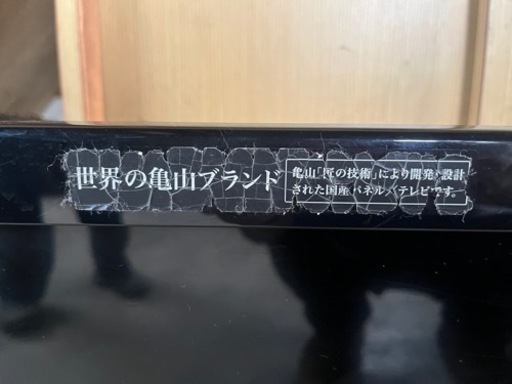 世界の亀山ブランド
亀山「匠の技術」により開発・設計
された国産パネル／テレビです。